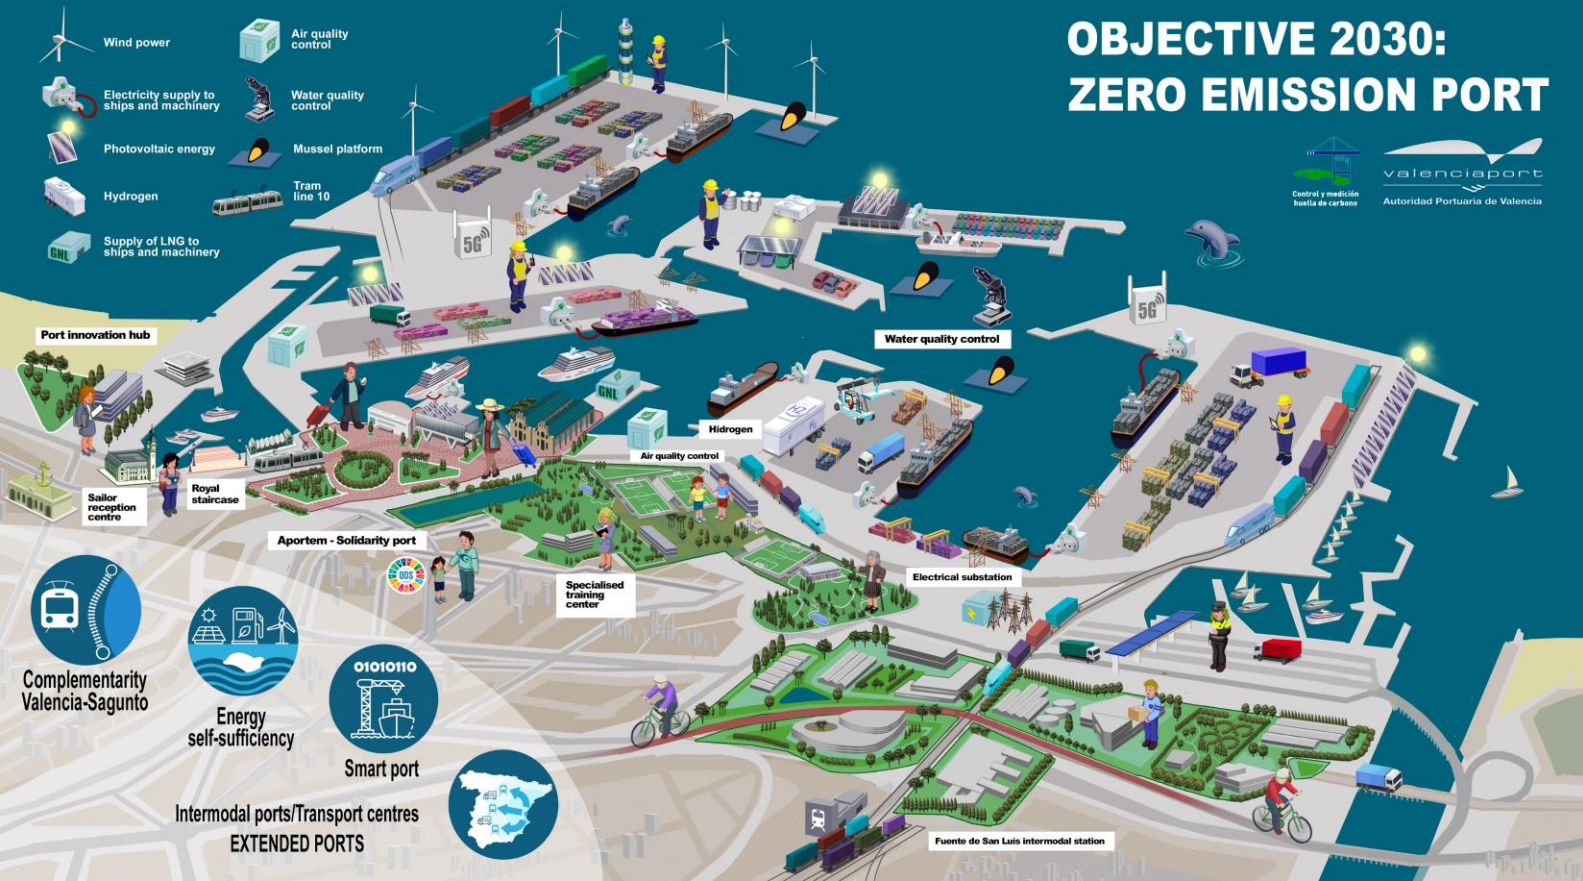 OBJECTIVE 2030:
ZERO EMISSION PORT
Control y medición
huella de carbono
valenciaport
Autoridad Portuaria de Valencia
Wind power
Air quality
control
Electricity supply to
ships and machinery
Water quality
control
Photovoltaic energy
Mussel platform
Hydrogen
Tram
line 10
GNL
Supply of LNG to
ships and machinery
5G
5G
Port innovation hub
Water quality control
GNL
H2
H2
Hidrogen
Air quality control
Sailor
reception
centre
Royal
staircase
Aportem - Solidarity port
ODS
Specialised
training
center
Electrical substation
Complementarity
Valencia-Sagunto
Energy
self-sufficiency
01010110
Smart port
Intermodal ports/Transport centres
EXTENDED PORTS
Fuente de San Luis intermodal station